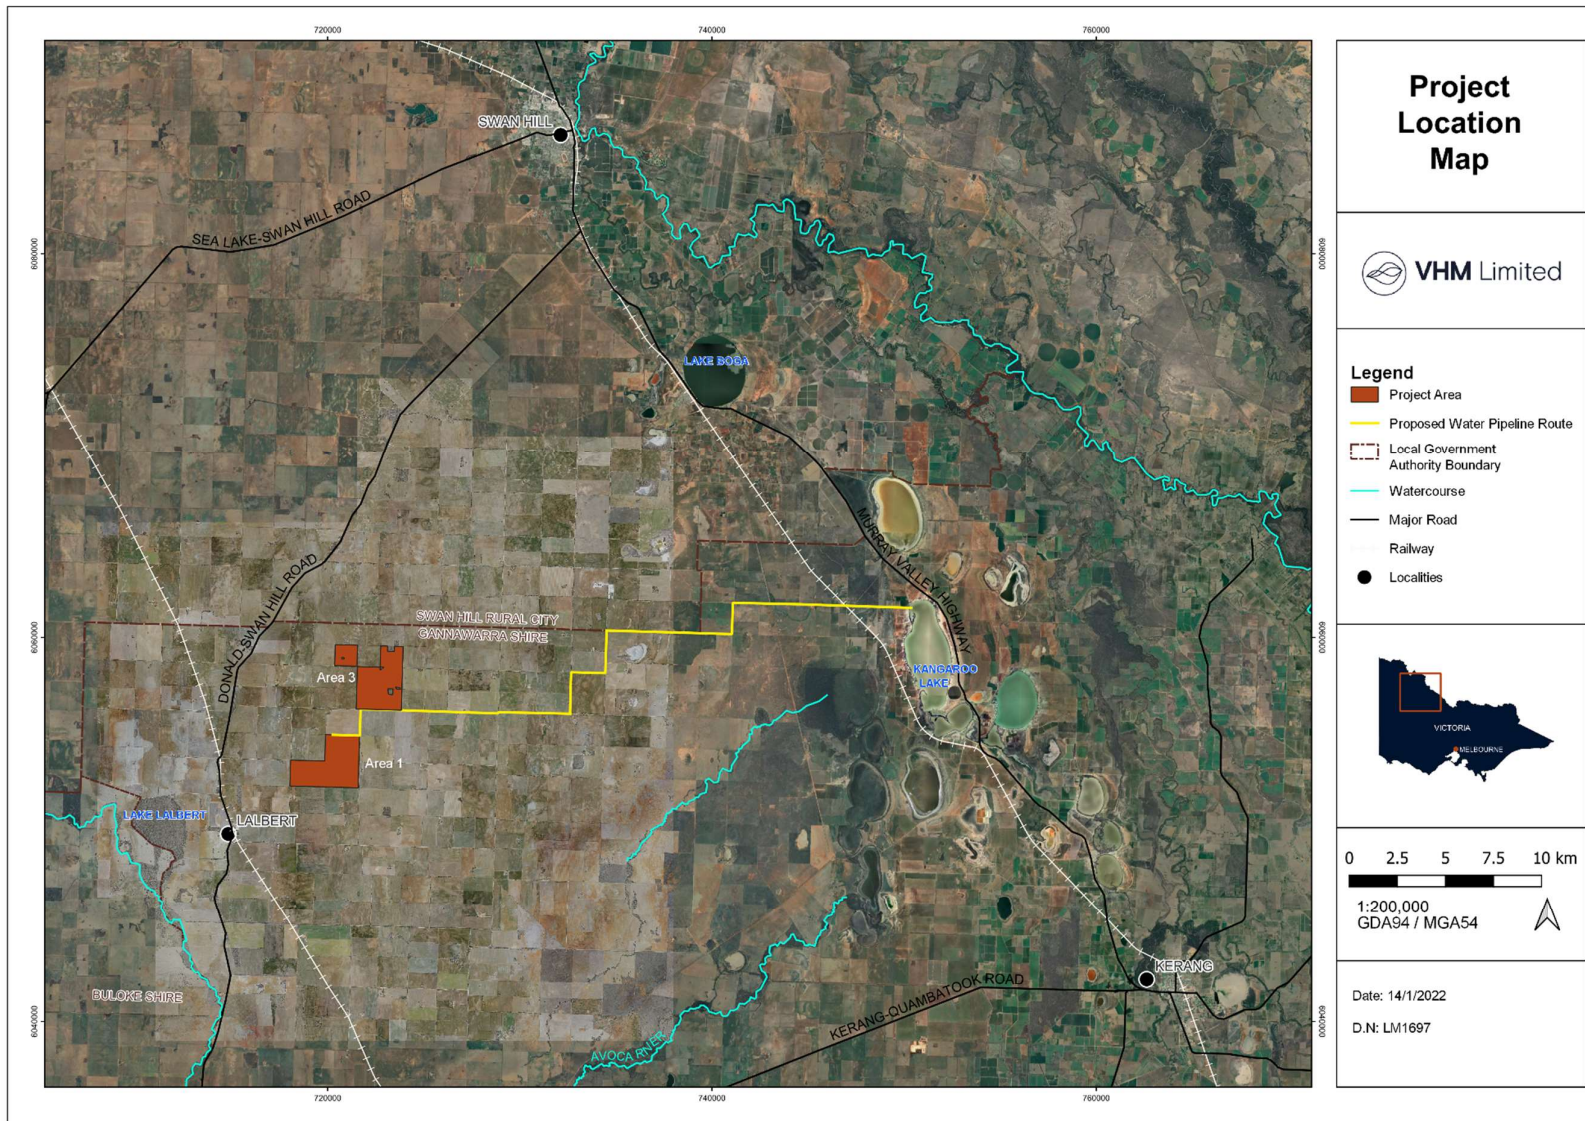 720000
740000
760000
SWAN HILL
SEA LAKE-SWAN HILL ROAD
6080000
6080000
LAKE BOGA
MURRAY VALLEY HIGHWAY
DONALD-SWAN HILL ROAD
SWAN HILL RURAL CITY
GANNAWARRA SHIRE
6060000
6060000
Area 3
KANGAROO
LAKE
Area 1
LAKE LALBERT
LALBERT
KERANG
KERANG-QUAMBATOOK ROAD
BULOKE SHIRE
6040000
6040000
AVOCA RIVER
720000
740000
760000
Project
Location
Map
VHM Limited
Legend
Project Area
Proposed Water Pipeline Route
Local Government
Authority Boundary
Watercourse
Major Road
Railway
Localities
VICTORIA
MELBOURNE
0 2.5 5 7.5 10 km
1:200,000
GDA94 / MGA54
Date: 14/1/2022
D.N: LM1697